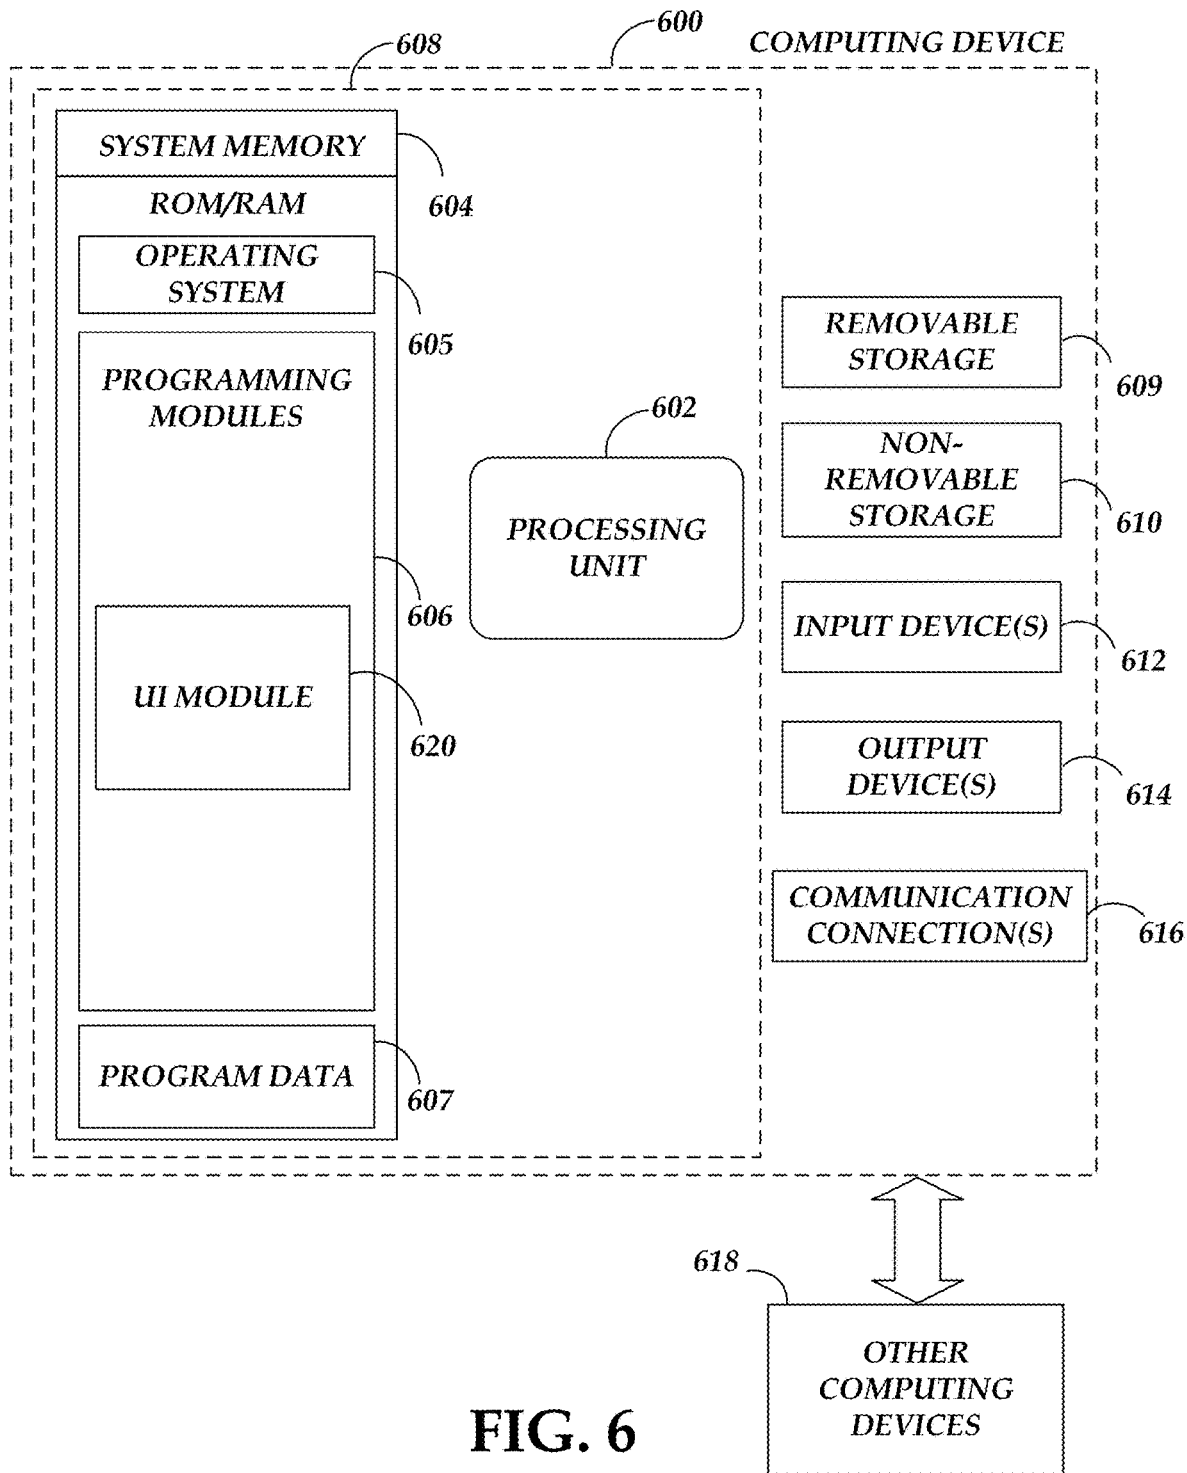 600
COMPUTING DEVICE
608
SYSTEM MEMORY
604
ROM/RAM
OPERATING
SYSTEM
605
PROGRAMMING
MODULES
606
UI MODULE
620
PROGRAM DATA
607
602
PROCESSING
UNIT
REMOVABLE
STORAGE
609
NON-
REMOVABLE
STORAGE
610
INPUT DEVICE(S)
612
OUTPUT
DEVICE(S)
614
COMMUNICATION
CONNECTION(S)
616
618
OTHER
COMPUTING
DEVICES
FIG. 6